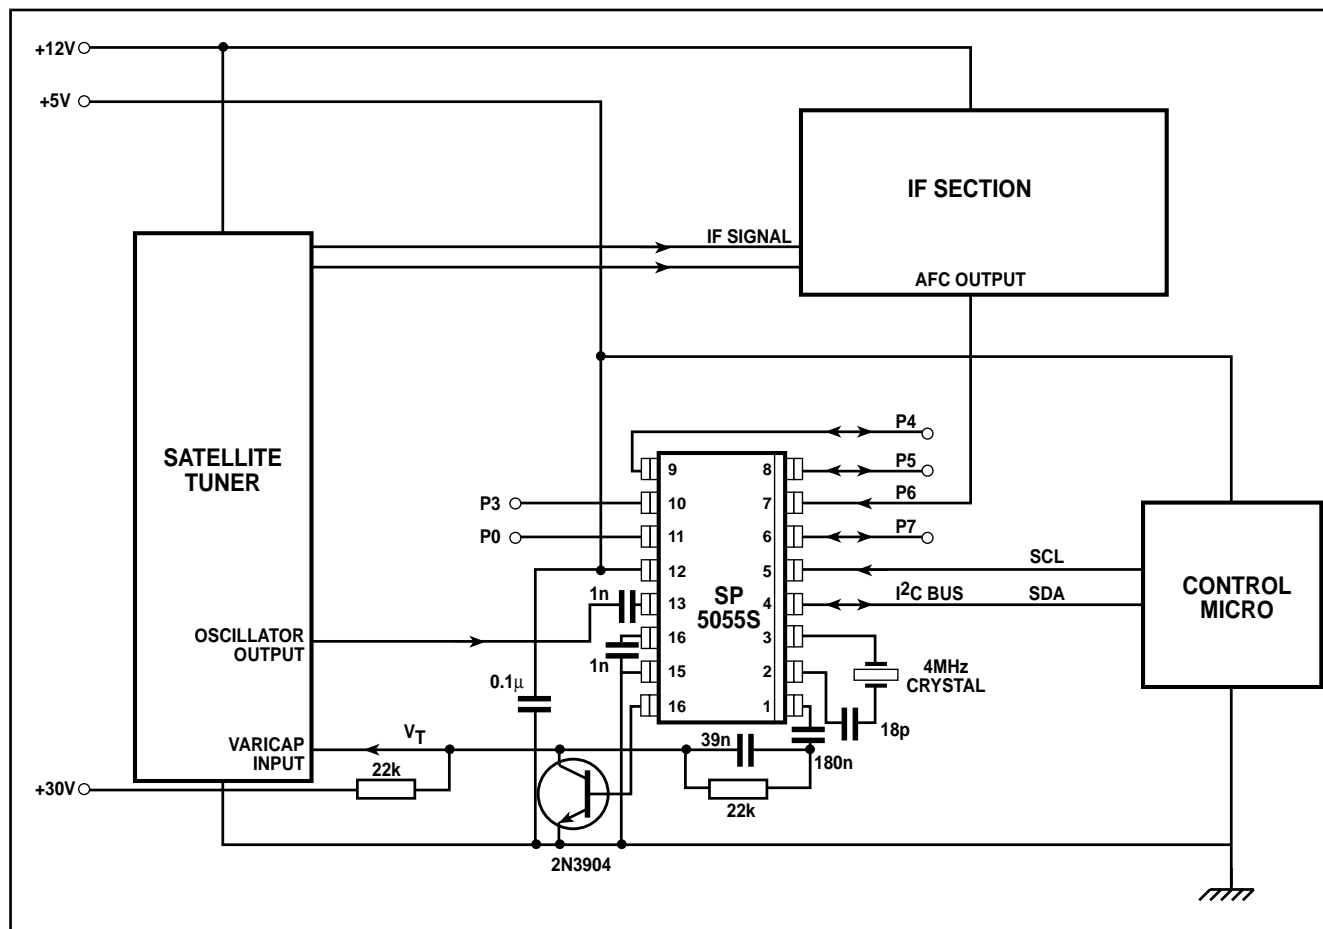 +12V
+5V
IF SECTION
IF SIGNAL
AFC OUTPUT
SATELLITE
TUNER
P4
9
8
P5
P3
10
7
P6
P0
11
6
P7
12
5
SCL
1n
13
SP
5055S
4
I2C BUS
SDA
CONTROL
MICRO
OSCILLATOR
OUTPUT
16
3
1n
15
2
4MHz
CRYSTAL
0.1μ
16
1
18p
VARICAP
INPUT
VT
39n
180n
+30V
22k
22k
2N3904